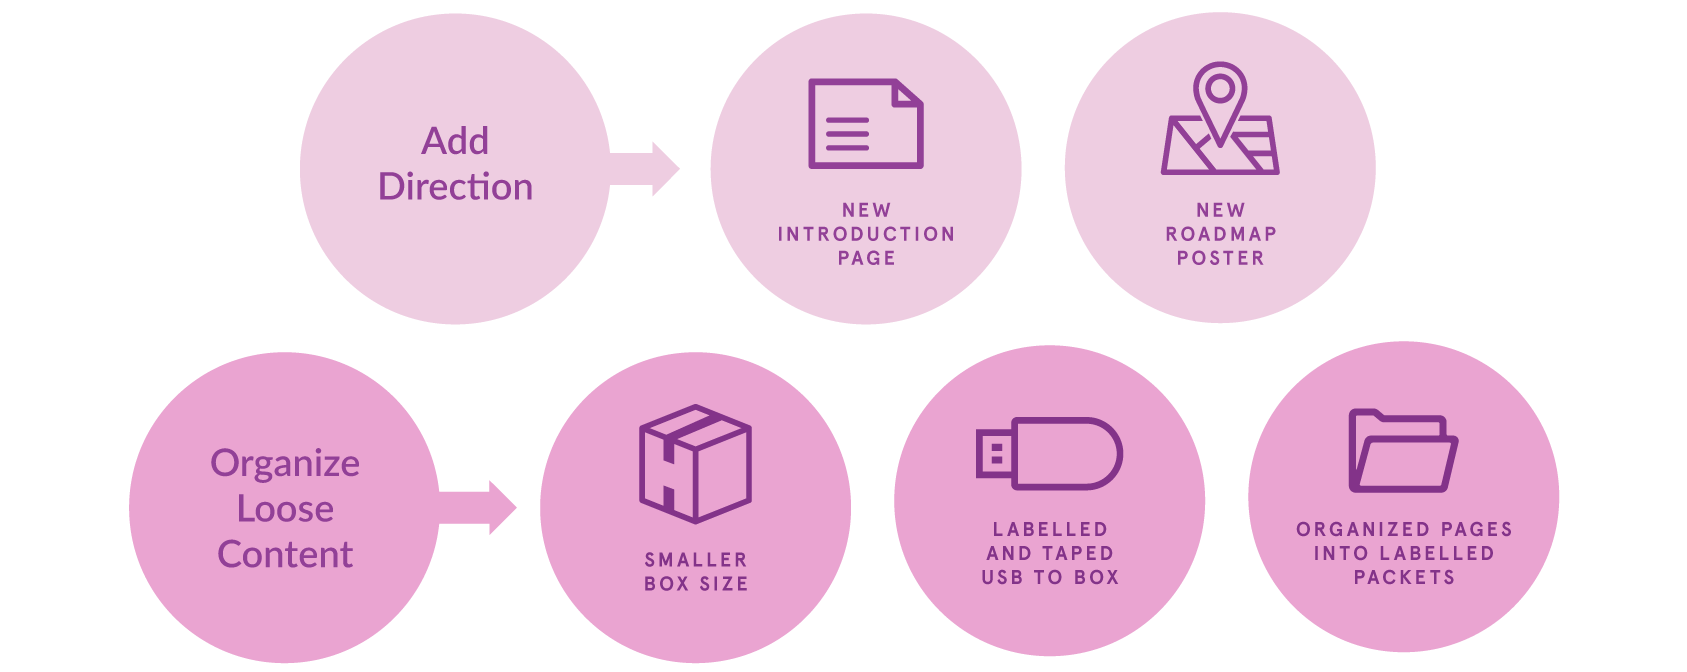 Add
Direction
NEW
INTRODUCTION
PAGE
NEW
ROADMAP
POSTER
Organize
Loose
Content
SMALLER
BOX SIZE
LABELLED
AND TAPED
USB TO BOX
ORGANIZED PAGES
INTO LABELLED
PACKETS